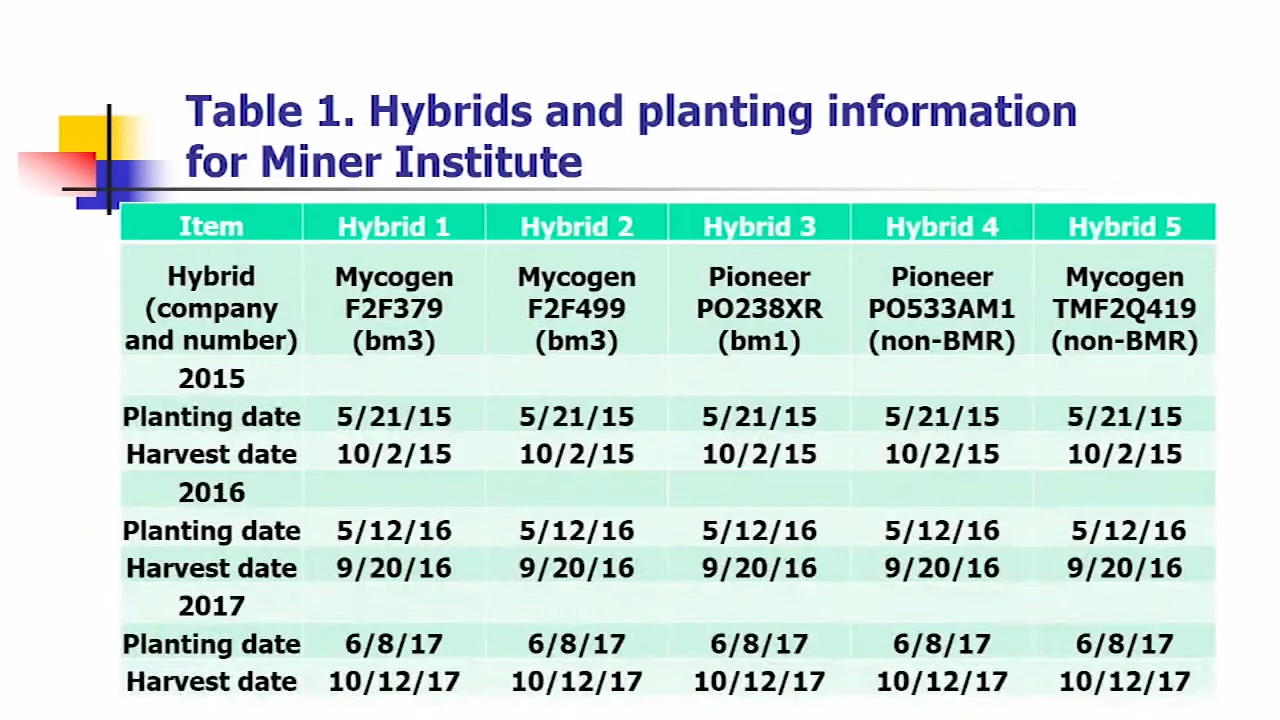 Table 1. Hybrids and planting information
for Miner Institute
Item Hybrid 1 Hybrid 2 Hybrid 3 Hybrid 4 Hybrid 5
Hybrid Mycogen Mycogen Pioneer Pioneer Mycogen
(company F2F379 F2F499 PO238XR PO533AM1 TMF2Q419
and number) (bm3) (bm3) (bm1) (non-BMR) (non-BMR)
2015
Planting date 5/21/15 5/21/15 5/21/15 5/21/15 5/21/15
Harvest date 10/2/15 10/2/15 10/2/15 10/2/15 10/2/15
2016
Planting date 5/12/16 5/12/16 5/12/16 5/12/16 5/12/16
Harvest date 9/20/16 9/20/16 9/20/16 9/20/16 9/20/16
2017
Planting date 6/8/17 6/8/17 6/8/17 6/8/17 6/8/17
Harvest date 10/12/17 10/12/17 10/12/17 10/12/17 10/12/17